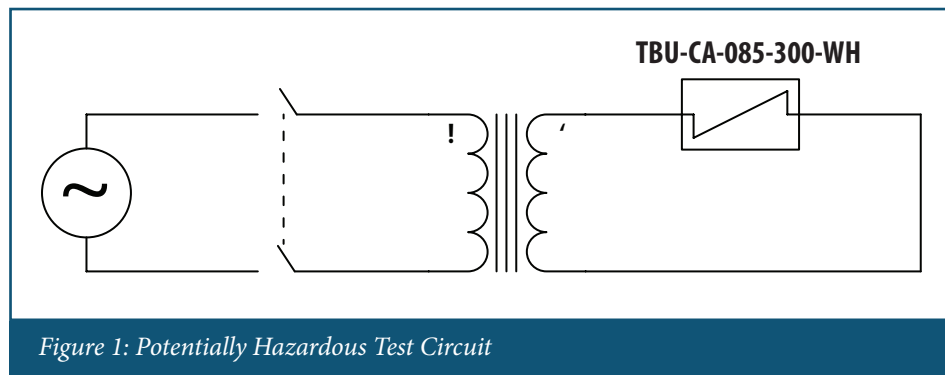 TBU-CA-085-300-WH
~
! ‘
Figure 1: Potentially Hazardous Test Circuit